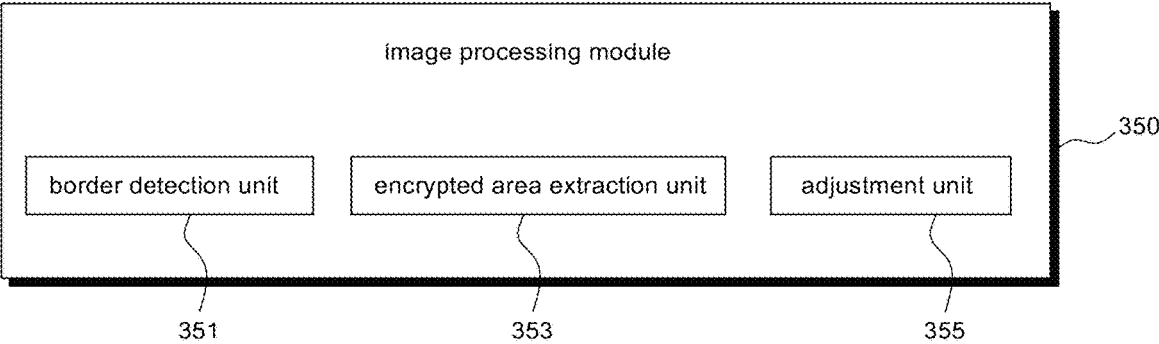 image processing module
350
border detection unit
encrypted area extraction unit
adjustment unit
351
353
355